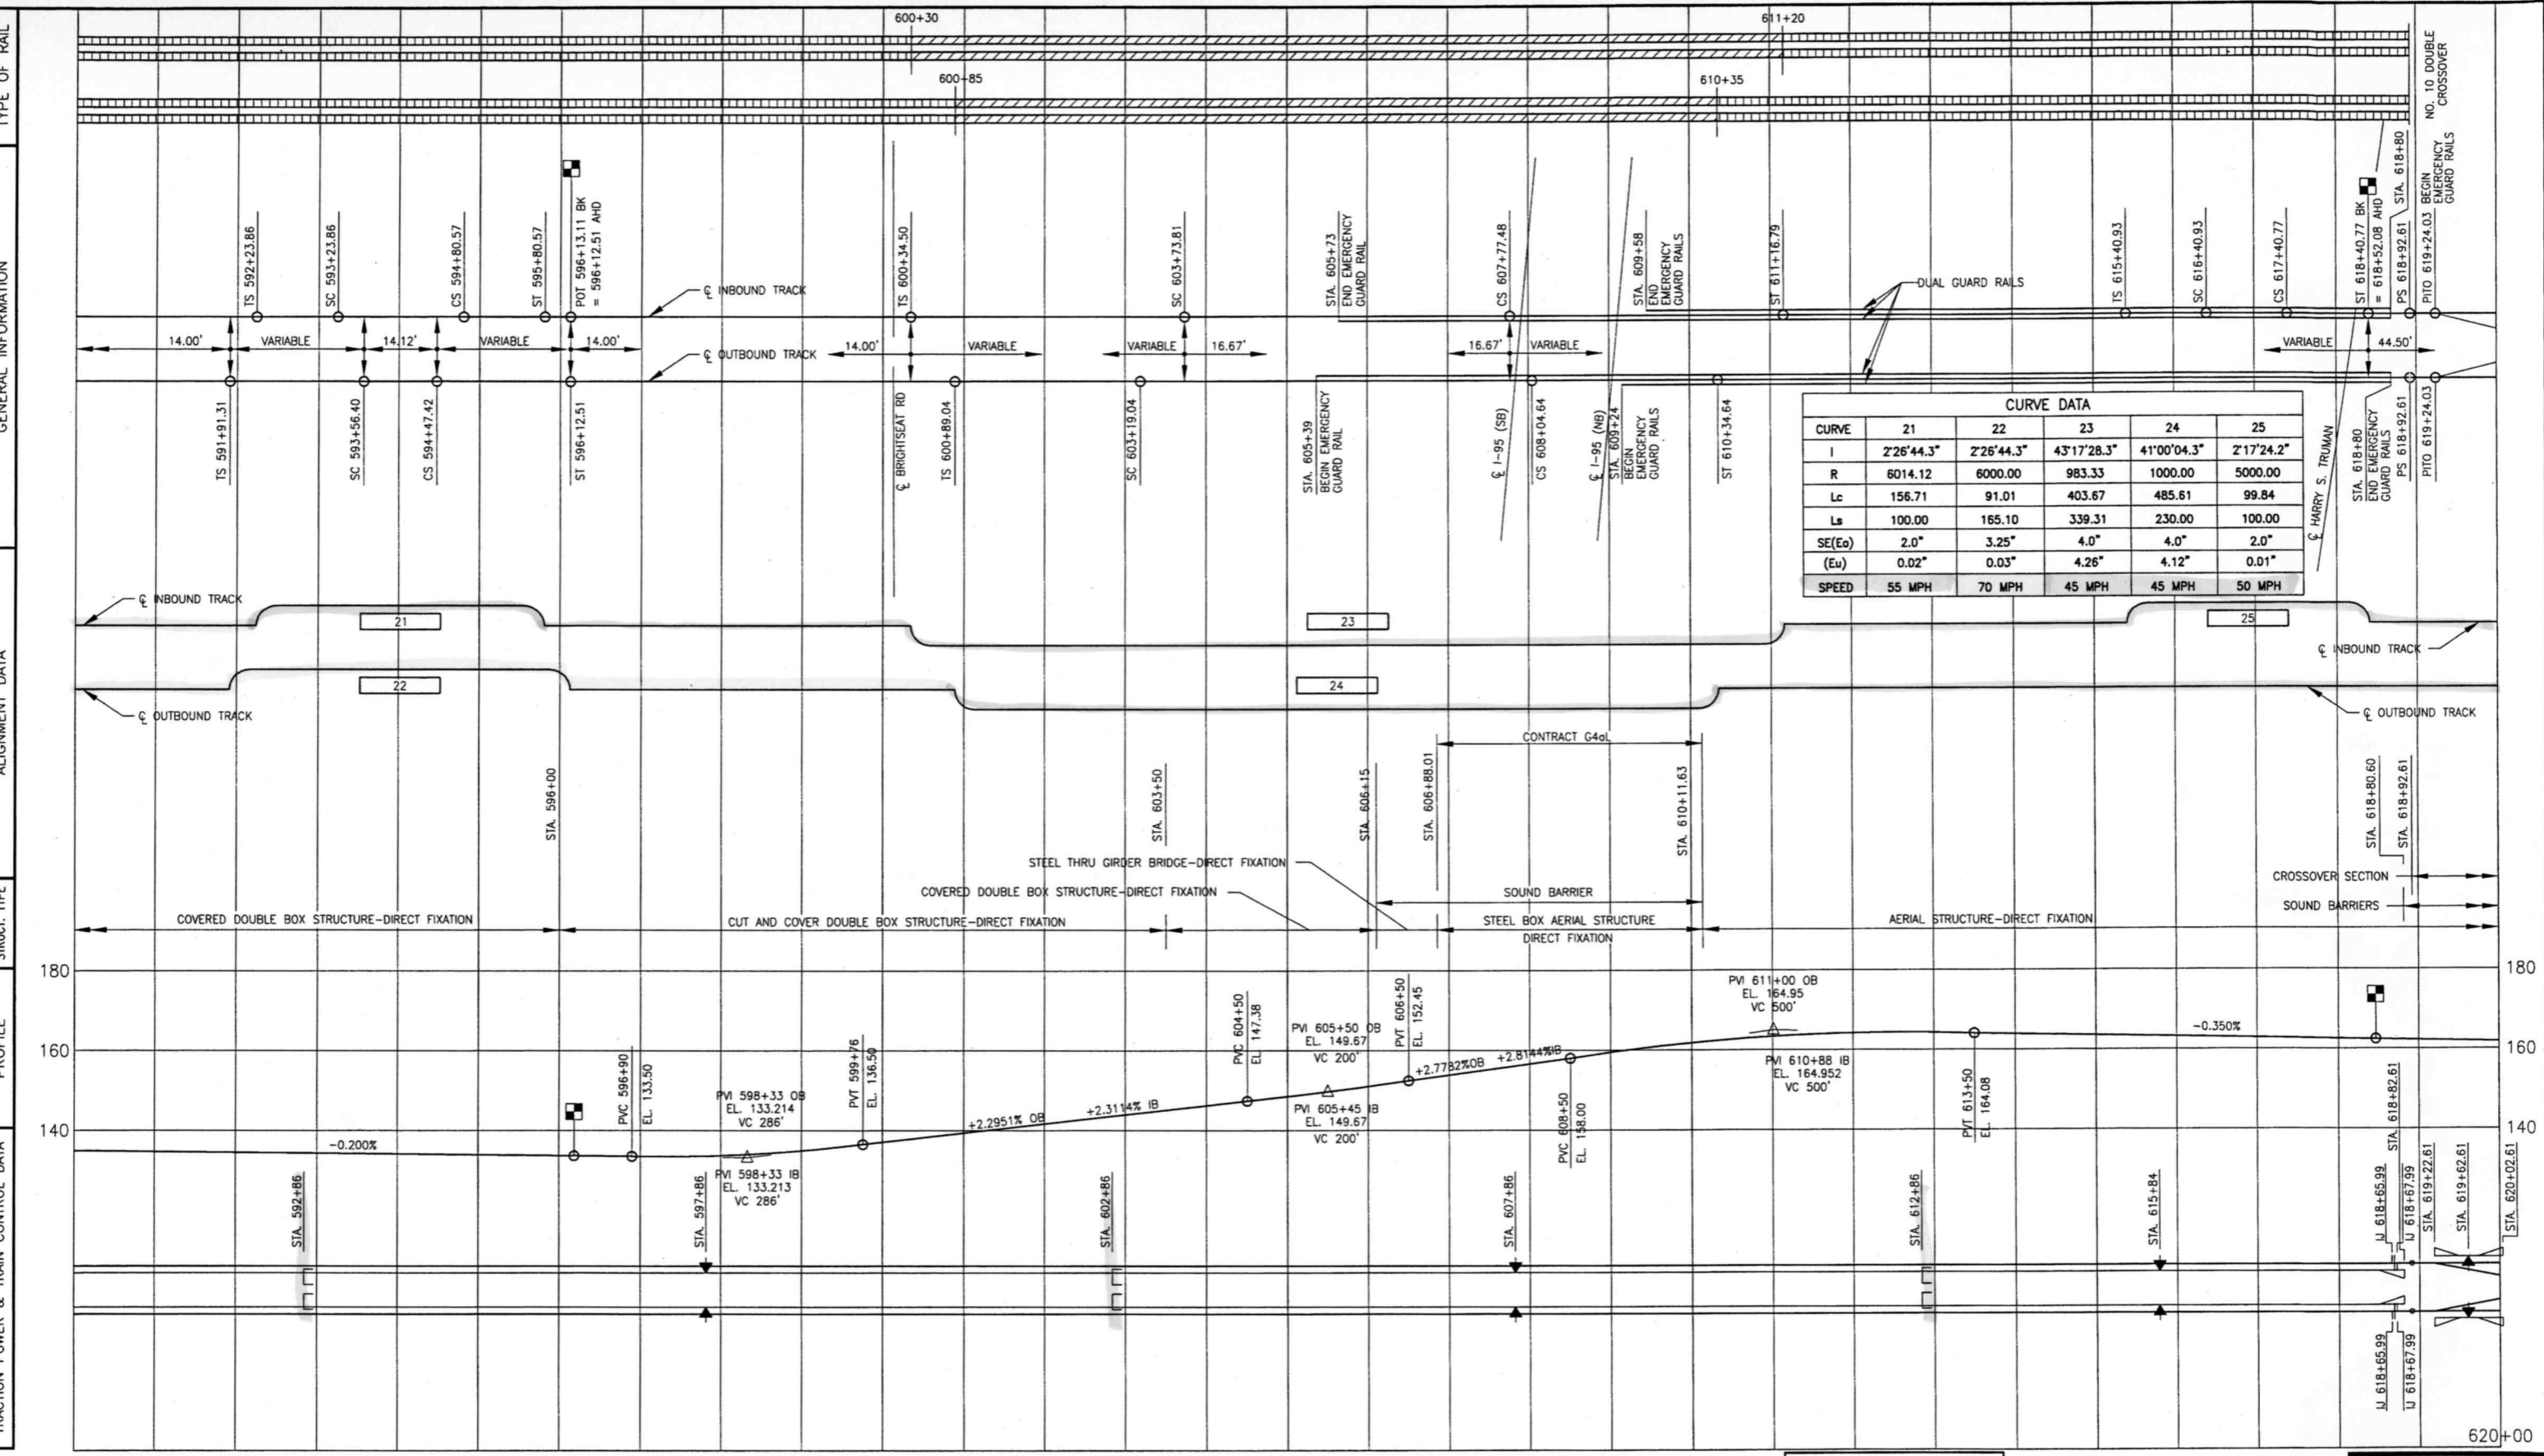 TYPE OF RAIL
600+30
611+20
600+85
610+35
NO. 10 DOUBLE
CROSSOVER
GENERAL INFORMATION
TS 592+23.86
SC 593+23.86
CS 594+80.57
ST 595+80.57
POT 596+13.11 BK
= 596+12.51 AHD
℄ INBOUND TRACK
TS 600+34.50
SC 603+73.81
STA. 605+73
END EMERGENCY
GUARD RAIL
CS 607+77.48
STA. 609+58
END
EMERGENCY
GUARD RAILS
ST 611+16.79
DUAL GUARD RAILS
TS 615+40.93
SC 616+40.93
CS 617+40.77
ST 618+40.77 BK
= 618+52.08 AHD
STA. 618+80
PS 618+92.61
PITO 619+24.03
BEGIN
EMERGENCY
GUARD RAILS
14.00'
VARIABLE
14.12'
VARIABLE
14.00'
℄ OUTBOUND TRACK
14.00'
VARIABLE
VARIABLE
16.67'
16.67'
VARIABLE
VARIABLE
44.50'
TS 591+91.31
SC 593+56.40
CS 594+47.42
ST 596+12.51
℄ BRIGHTSEAT RD
TS 600+89.04
SC 603+19.04
STA. 605+39
BEGIN EMERGENCY
GUARD RAIL
℄ I-95 (SB)
CS 608+04.64
℄ I-95 (NB)
STA. 609+24
BEGIN
EMERGENCY
GUARD RAILS
ST 610+34.64
℄ HARRY S. TRUMAN
STA. 618+80
END EMERGENCY
GUARD RAILS
PS 618+92.61
PITO 619+24.03
CURVE DATA
CURVE 21 22 23 24 25
I 2°26'44.3" 2°26'44.3" 43°17'28.3" 41°00'04.3" 2°17'24.2"
R 6014.12 6000.00 983.33 1000.00 5000.00
Lc 156.71 91.01 403.67 485.61 99.84
Ls 100.00 165.10 339.31 230.00 100.00
SE(Ea) 2.0" 3.25" 4.0" 4.0" 2.0"
(Eu) 0.02" 0.03" 4.26" 4.12" 0.01"
SPEED 55 MPH 70 MPH 45 MPH 45 MPH 50 MPH
ALIGNMENT DATA
℄ INBOUND TRACK
21
23
25
℄ INBOUND TRACK
22
24
℄ OUTBOUND TRACK
℄ OUTBOUND TRACK
CONTRACT G4aL
STA. 596+00
STA. 603+50
STA. 606+15
STA. 606+88.01
STA. 610+11.63
STA. 618+80.60
STA. 618+92.61
STRUCT. TYPE
STEEL THRU GIRDER BRIDGE-DIRECT FIXATION
CROSSOVER SECTION
COVERED DOUBLE BOX STRUCTURE-DIRECT FIXATION
SOUND BARRIER
SOUND BARRIERS
COVERED DOUBLE BOX STRUCTURE-DIRECT FIXATION
CUT AND COVER DOUBLE BOX STRUCTURE-DIRECT FIXATION
STEEL BOX AERIAL STRUCTURE
DIRECT FIXATION
AERIAL STRUCTURE-DIRECT FIXATION
PROFILE
180
180
160
160
140
140
-0.200%
PVC 596+90
EL. 133.50
PVI 598+33 OB
EL. 133.214
VC 286'
PVI 598+33 IB
EL. 133.213
VC 286'
PVT 599+76
EL. 136.50
+2.2951% OB
+2.3114% IB
PVC 604+50
EL. 147.38
PVI 605+50 OB
EL. 149.67
VC 200'
PVI 605+45 IB
EL. 149.67
VC 200'
PVT 606+50
EL. 152.45
+2.7782%OB
+2.8144%IB
PVC 608+50
EL. 158.00
PVI 611+00 OB
EL. 164.95
VC 500'
PVI 610+88 IB
EL. 164.952
VC 500'
PVT 613+50
EL. 164.08
-0.350%
TRACTION POWER & TRAIN CONTROL DATA
STA. 592+86
STA. 597+86
STA. 602+86
STA. 607+86
STA. 612+86
STA. 615+84
IJ 618+65.99
STA. 618+82.61
IJ 618+67.99
STA. 619+22.61
STA. 619+62.61
STA. 620+02.61
IJ 618+65.99
IJ 618+67.99
620+00